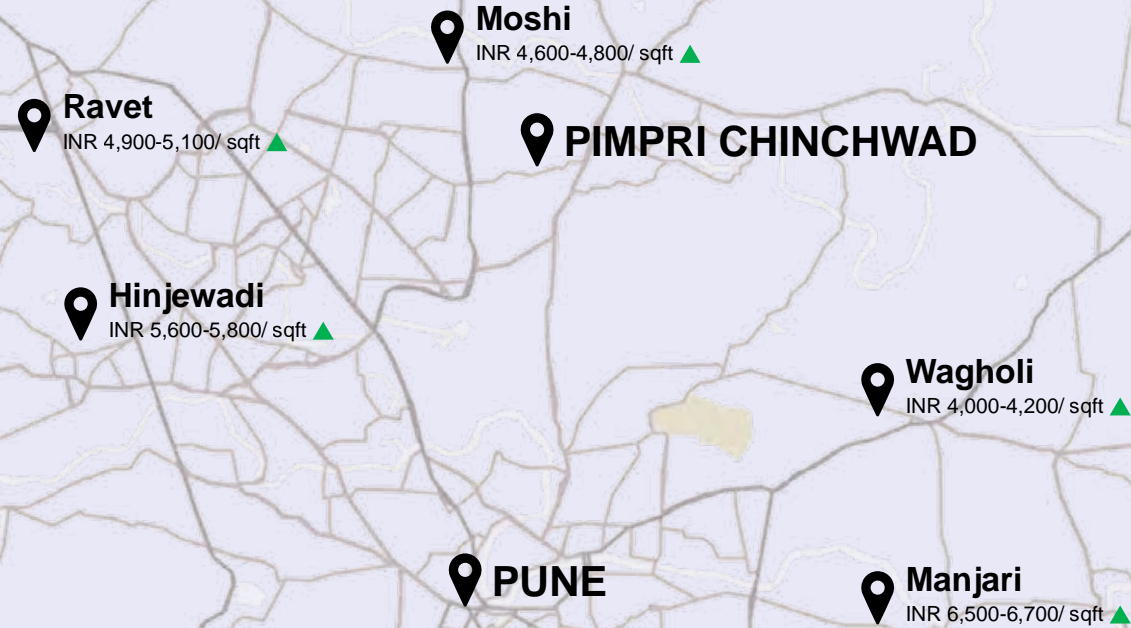 Moshi
INR 4,600-4,800/ sqft
Ravet
INR 4,900-5,100/ sqft
PIMPRI CHINCHWAD
Hinjewadi
INR 5,600-5,800/ sqft
Wagholi
INR 4,000-4,200/ sqft
PUNE
Manjari
INR 6,500-6,700/ sqft